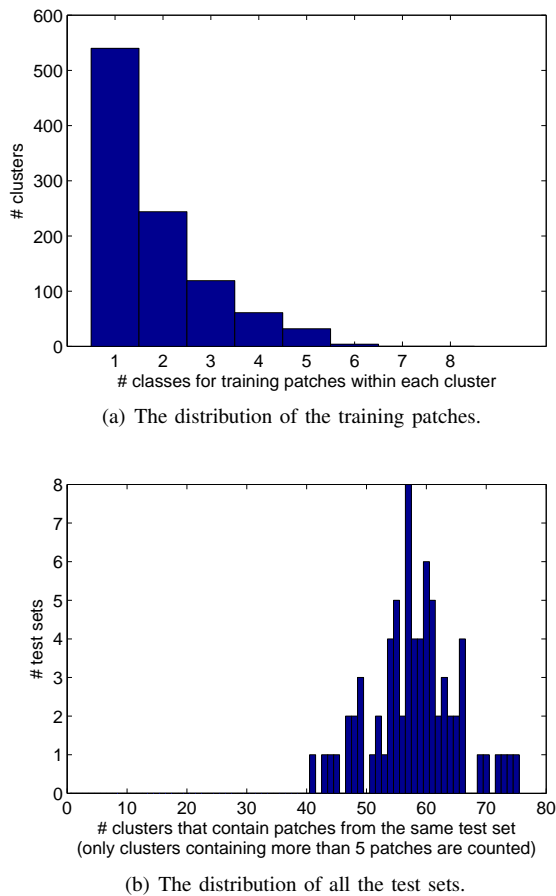 600
500
400
300
200
100
0
# clusters
1 2 3 4 5 6 7 8
# classes for training patches within each cluster
(a) The distribution of the training patches.
8
7
6
5
4
3
2
1
0
# test sets
0 10 20 30 40 50 60 70 80
# clusters that contain patches from the same test set
(only clusters containing more than 5 patches are counted)
(b) The distribution of all the test sets.